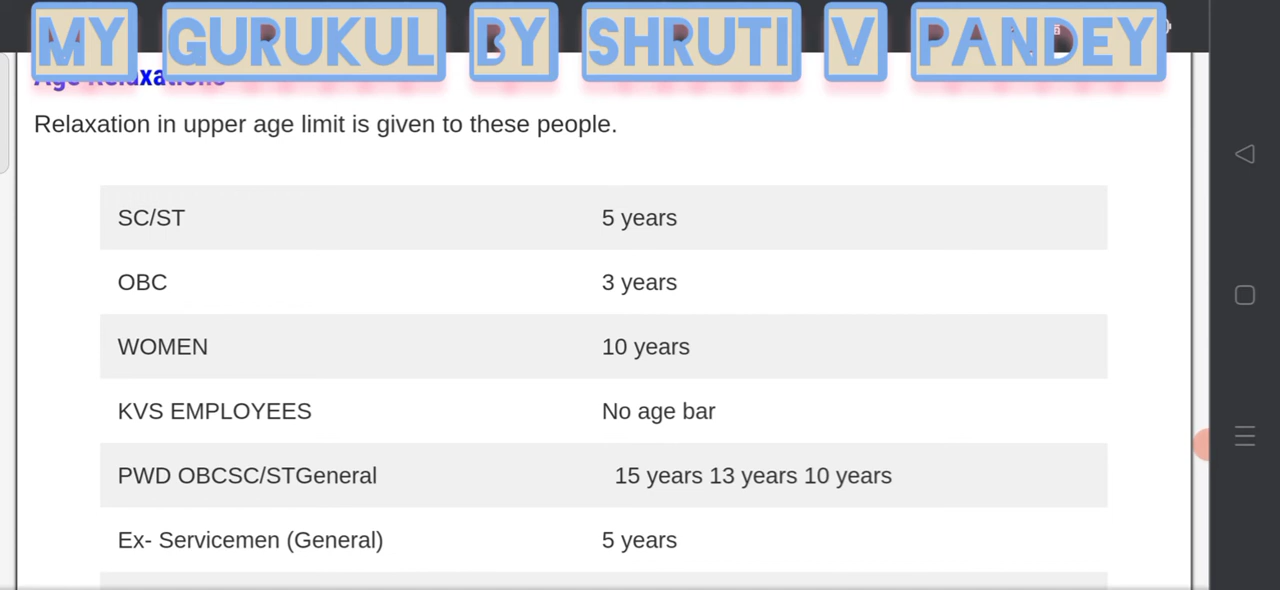 MY GURUKUL BY SHRUTI V PANDEY
Age Relaxations
Relaxation in upper age limit is given to these people.
SC/ST 5 years
OBC 3 years
WOMEN 10 years
KVS EMPLOYEES No age bar
PWD OBCSC/STGeneral 15 years 13 years 10 years
Ex- Servicemen (General) 5 years